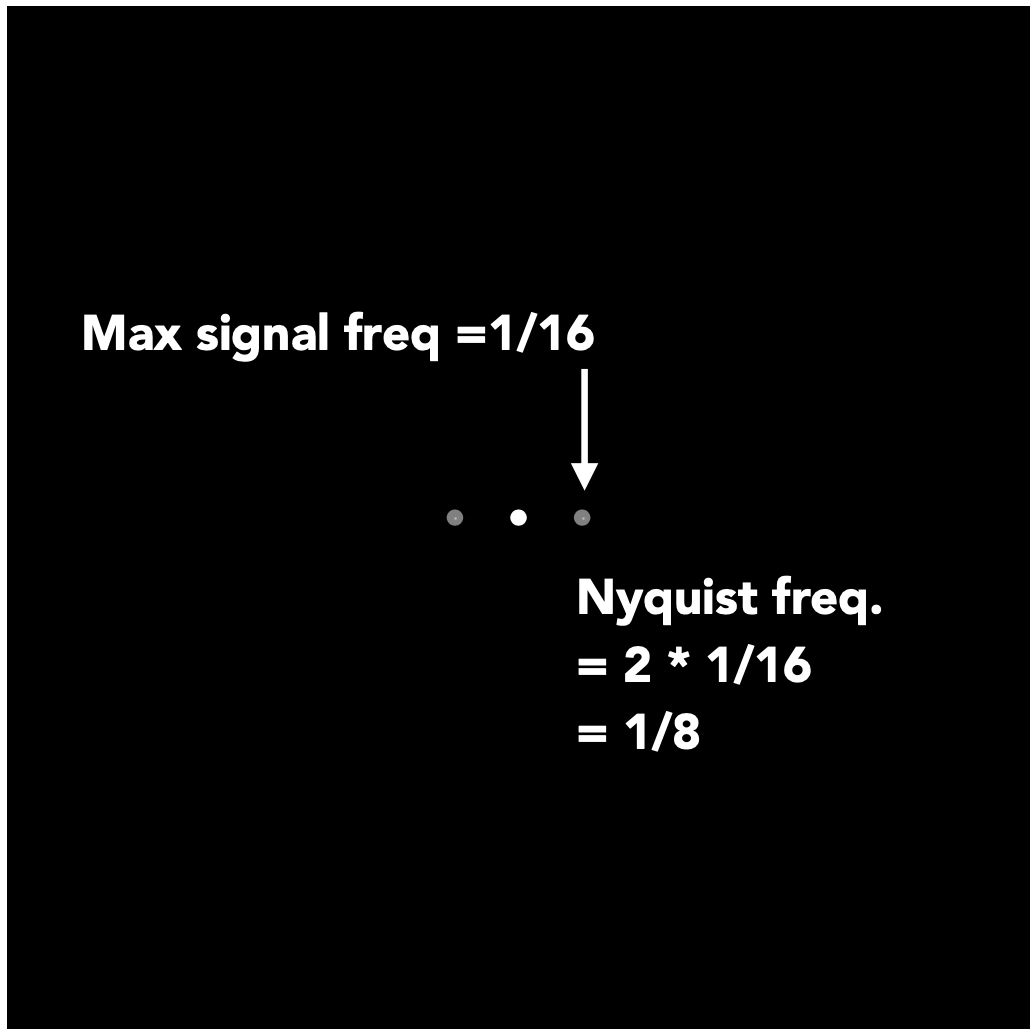 Max signal freq =1/16
Nyquist freq.
= 2 * 1/16
= 1/8